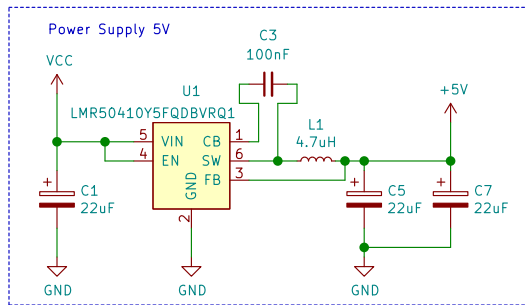 Power Supply 5V
C3
100nF
VCC
U1
LMR50410Y5FQDBVRQ1
+5V
L1
4.7uH
5 VIN CB 1
4 EN SW 6
FB 3
GND
2
+ C1
22uF
+ C5
22uF
+ C7
22uF
GND
GND
GND